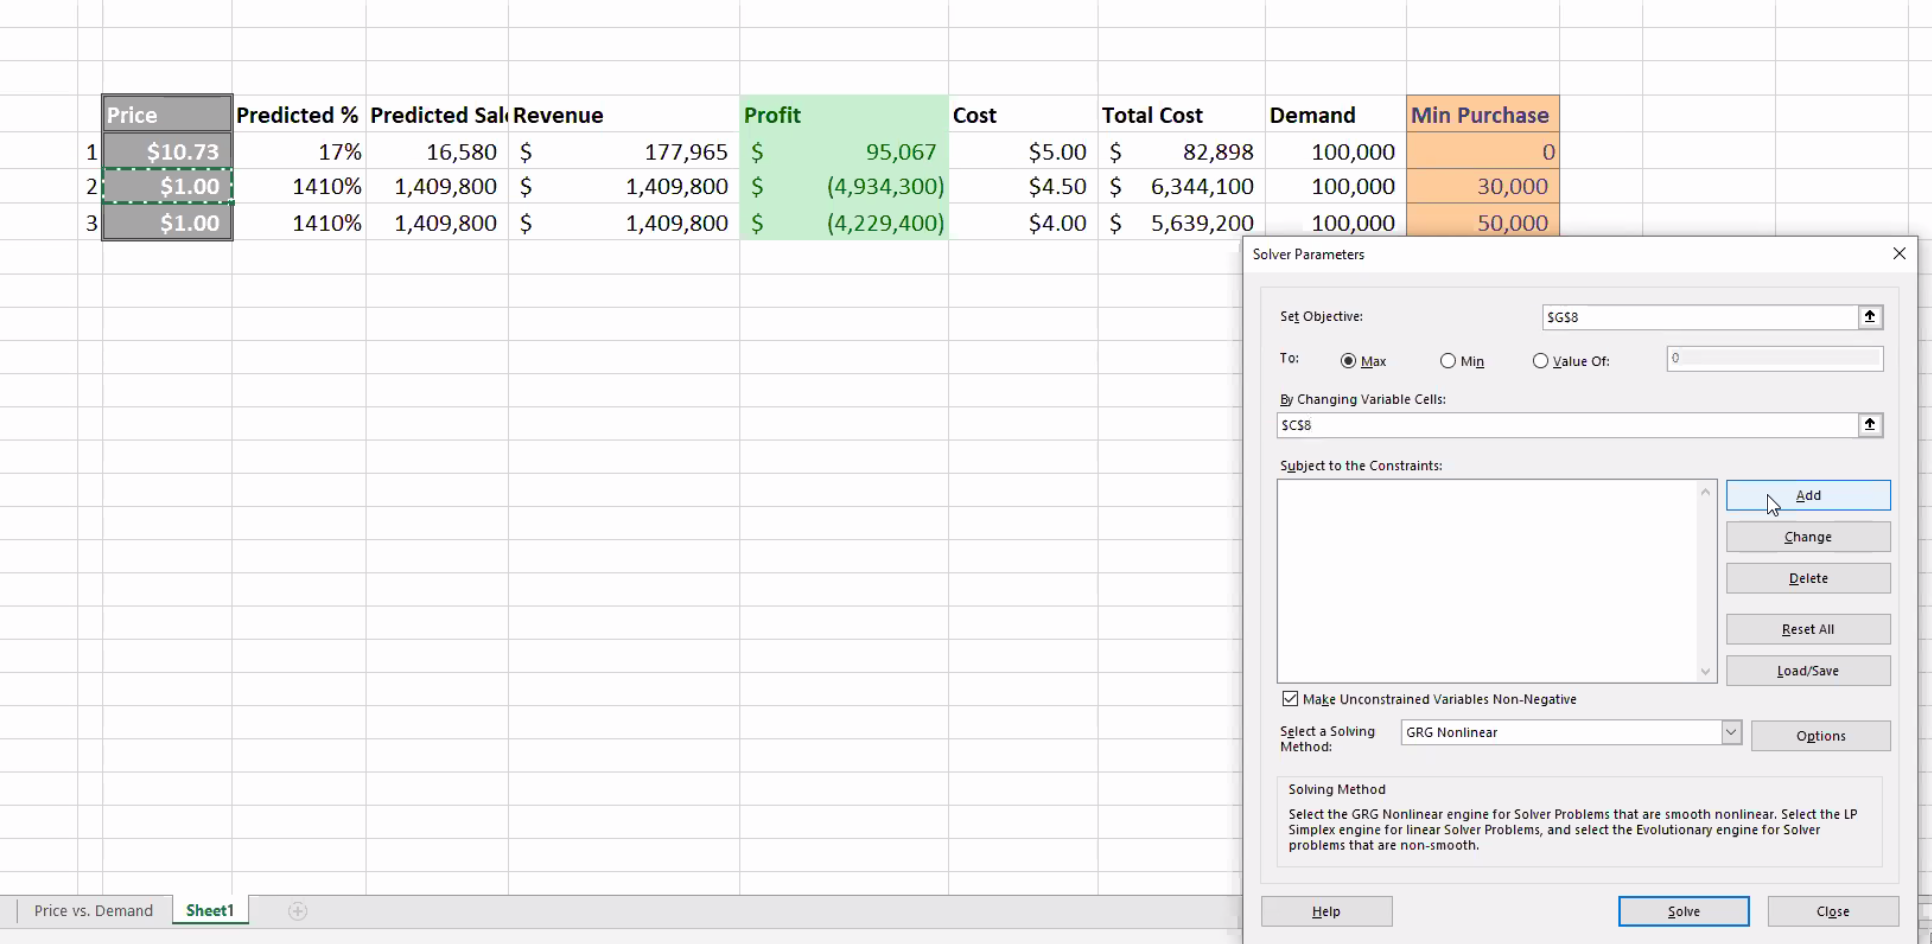 Price Predicted % Predicted Sal Revenue Profit Cost Total Cost Demand Min Purchase
1 $10.73 17% 16,580 $ 177,965 $ 95,067 $5.00 $ 82,898 100,000 0
2 $1.00 1410% 1,409,800 $ 1,409,800 $ (4,934,300) $4.50 $ 6,344,100 100,000 30,000
3 $1.00 1410% 1,409,800 $ 1,409,800 $ (4,229,400) $4.00 $ 5,639,200 100,000 50,000
Solver Parameters
Set Objective: $G$8
To: Max Min Value Of: 0
By Changing Variable Cells:
$C$8
Subject to the Constraints:
Add
Change
Delete
Reset All
Load/Save
Make Unconstrained Variables Non-Negative
Select a Solving Method: GRG Nonlinear Options
Solving Method
Select the GRG Nonlinear engine for Solver Problems that are smooth nonlinear. Select the LP
Simplex engine for linear Solver Problems, and select the Evolutionary engine for Solver
problems that are non-smooth.
Help Solve Close
Price vs. Demand Sheet1